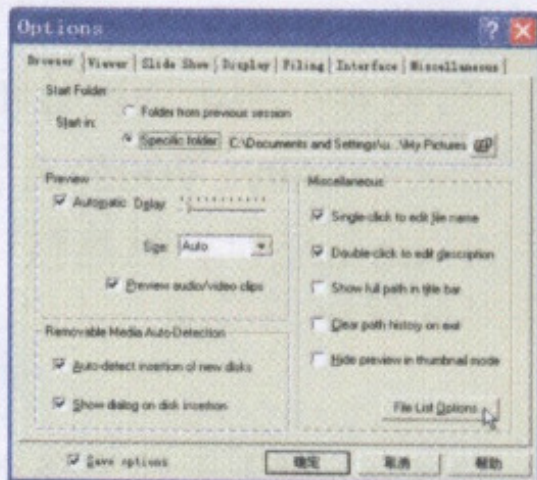 Options
Browser Viewer Slide Show Display Filing Interface Miscellaneous
Start Folder
Start in:
Folder from previous session
Specific folder C:\Documents and Settings\u...\My Pictures
Preview
Automatic Delay
Size: Auto
Preview audio/video clips
Removable Media Auto-Detection
Auto-detect insertion of new disks
Show dialog on disk insertion
Miscellaneous
Single-click to edit file name
Double-click to edit description
Show full path in title bar
Clear path history on exit
Hide preview in thumbnail mode
File List Options
Save options
确定 取消 帮助